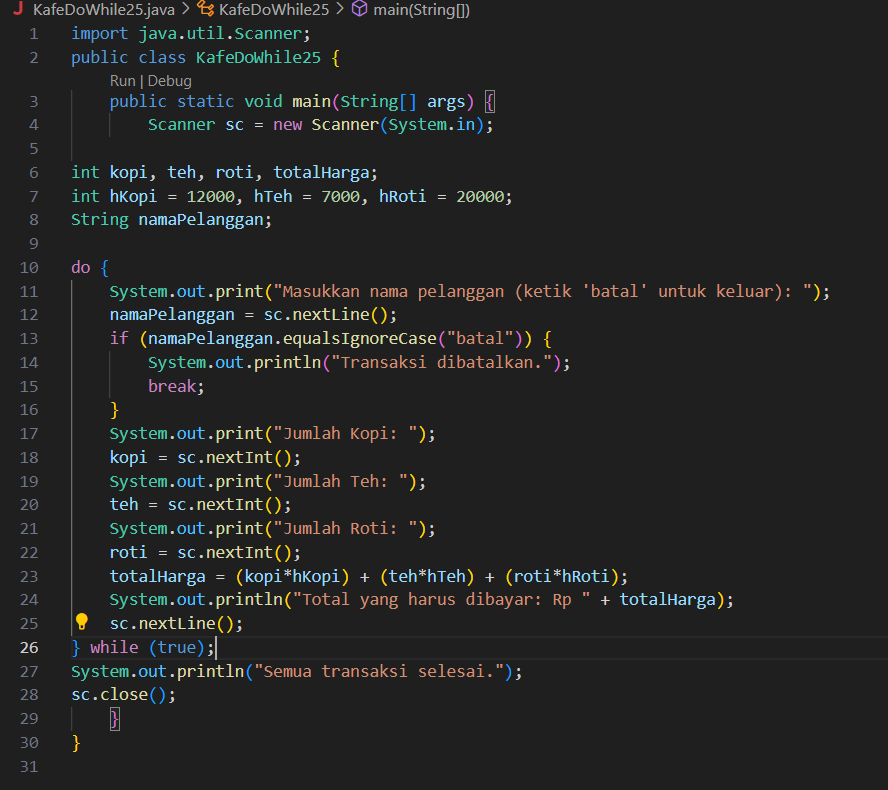 KafeDoWhile25.java > KafeDoWhile25 > main(String[])
1 import java.util.Scanner;
2 public class KafeDoWhile25 {
Run | Debug
3 public static void main(String[] args) {
4 Scanner sc = new Scanner(System.in);
5
6 int kopi, teh, roti, totalHarga;
7 int hKopi = 12000, hTeh = 7000, hRoti = 20000;
8 String namaPelanggan;
9
10 do {
11 System.out.print("Masukkan nama pelanggan (ketik 'batal' untuk keluar): ");
12 namaPelanggan = sc.nextLine();
13 if (namaPelanggan.equalsIgnoreCase("batal")) {
14 System.out.println("Transaksi dibatalkan.");
15 break;
16 }
17 System.out.print("Jumlah Kopi: ");
18 kopi = sc.nextInt();
19 System.out.print("Jumlah Teh: ");
20 teh = sc.nextInt();
21 System.out.print("Jumlah Roti: ");
22 roti = sc.nextInt();
23 totalHarga = (kopi*hKopi) + (teh*hTeh) + (roti*hRoti);
24 System.out.println("Total yang harus dibayar: Rp " + totalHarga);
25 sc.nextLine();
26 } while (true);
27 System.out.println("Semua transaksi selesai.");
28 sc.close();
29 }
30 }
31